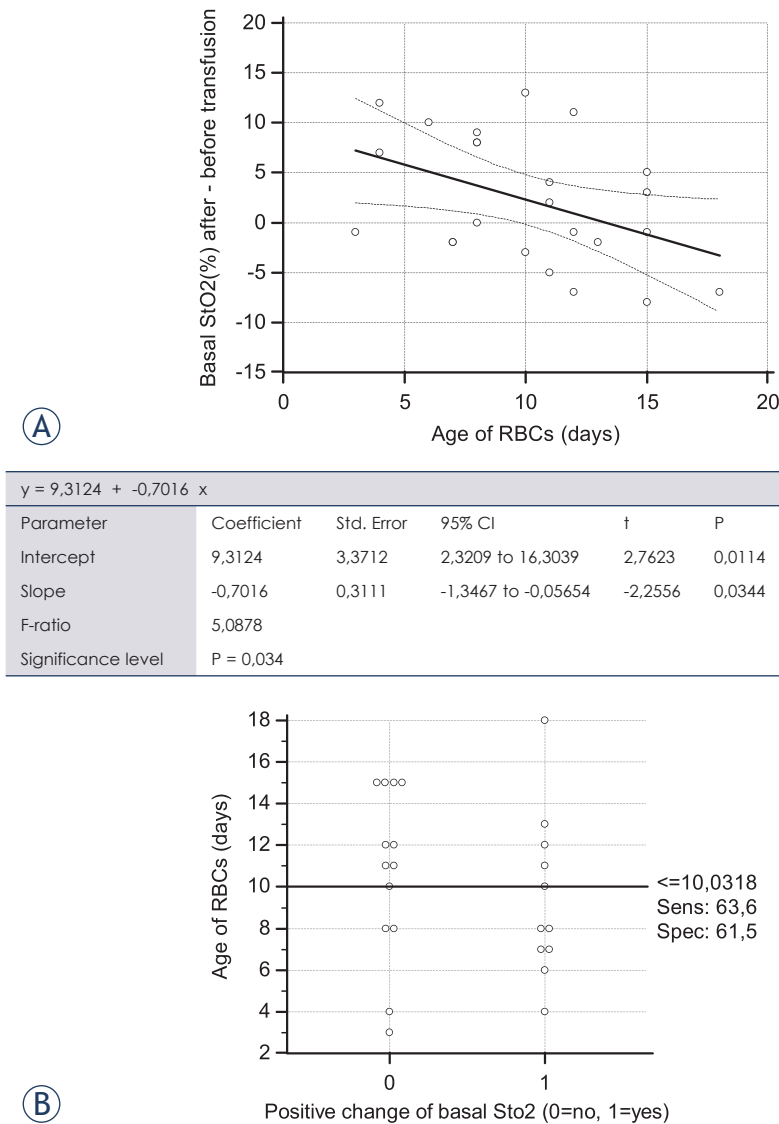 Basal StO2(%) after - before transfusion
20
15
10
5
0
-5
-10
-15
0 5 10 15 20
Age of RBCs (days)
A
y = 9,3124 + -0,7016 x
Parameter Coefficient Std. Error 95% CI t P
Intercept 9,3124 3,3712 2,3209 to 16,3039 2,7623 0,0114
Slope -0,7016 0,3111 -1,3467 to -0,05654 -2,2556 0,0344
F-ratio 5,0878
Significance level P = 0,034
Age of RBCs (days)
18
16
14
12
10
8
6
4
2
<=10,0318
Sens: 63,6
Spec: 61,5
0 1
Positive change of basal Sto2 (0=no, 1=yes)
B